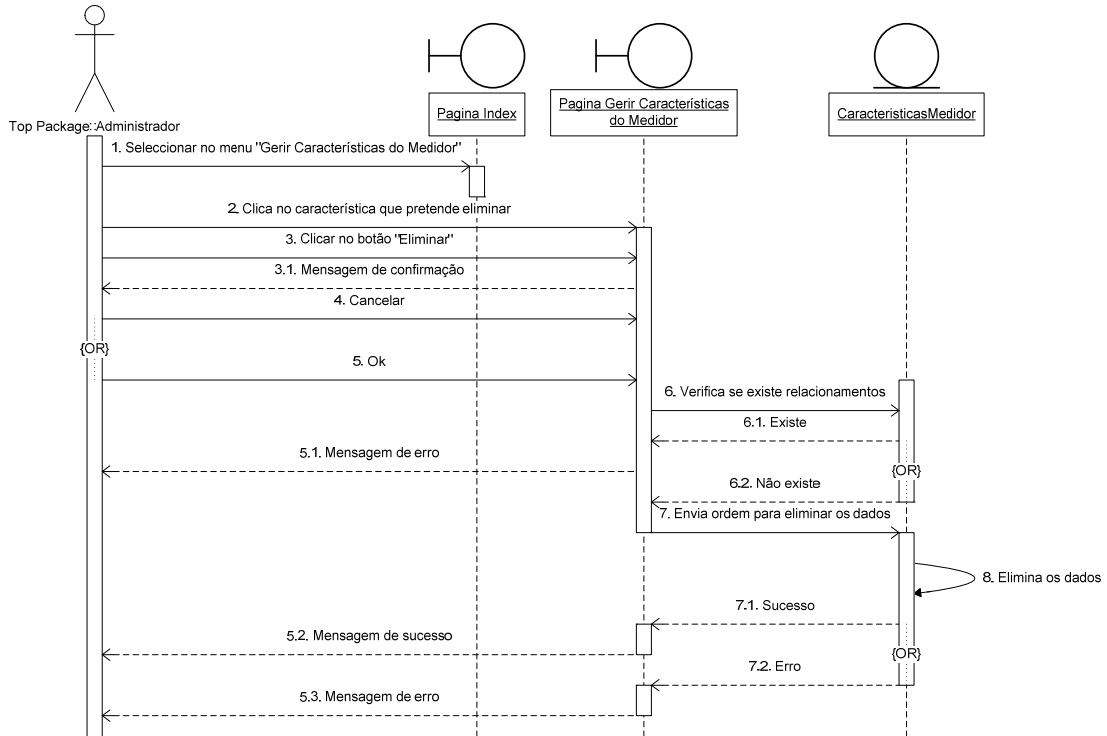 Top Package::Administrador
Pagina Index
Pagina Gerir Características
do Medidor
CaracteristicasMedidor
1. Seleccionar no menu "Gerir Características do Medidor"
2. Clica no característica que pretende eliminar
3. Clicar no botão "Eliminar"
3.1. Mensagem de confirmação
4. Cancelar
{OR}
5. Ok
6. Verifica se existe relacionamentos
6.1. Existe
5.1. Mensagem de erro
{OR}
6.2. Não existe
7. Envia ordem para eliminar os dados
8. Elimina os dados
7.1. Sucesso
5.2. Mensagem de sucesso
{OR}
7.2. Erro
5.3. Mensagem de erro